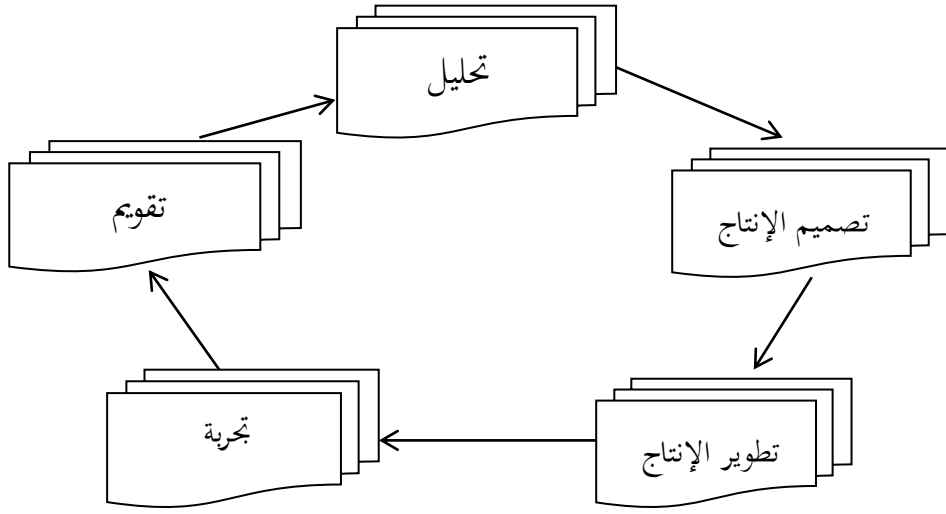 تحليل
تصميم الإنتاج
تطوير الإنتاج
تجربة
تقويم